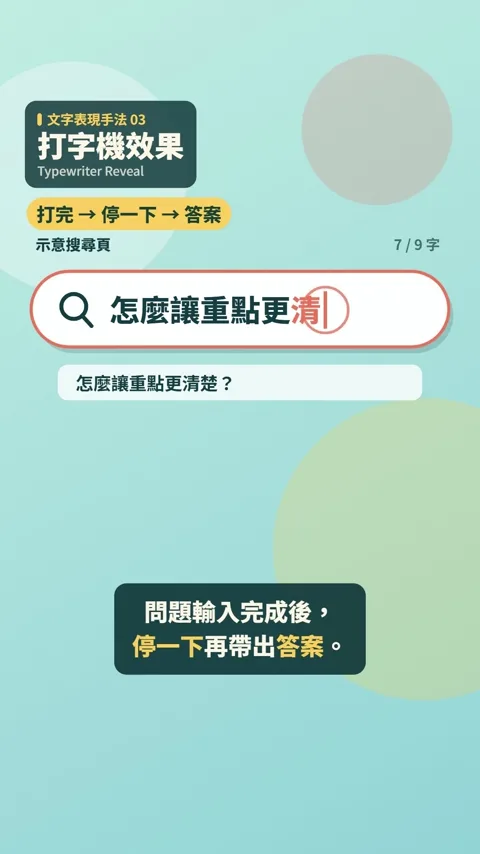 文字表現手法 03
打字機效果
Typewriter Reveal
打完 → 停一下 → 答案
示意搜尋頁
7 / 9 字
怎麼讓重點更清
怎麼讓重點更清楚？
問題輸入完成後，
停一下再帶出答案。